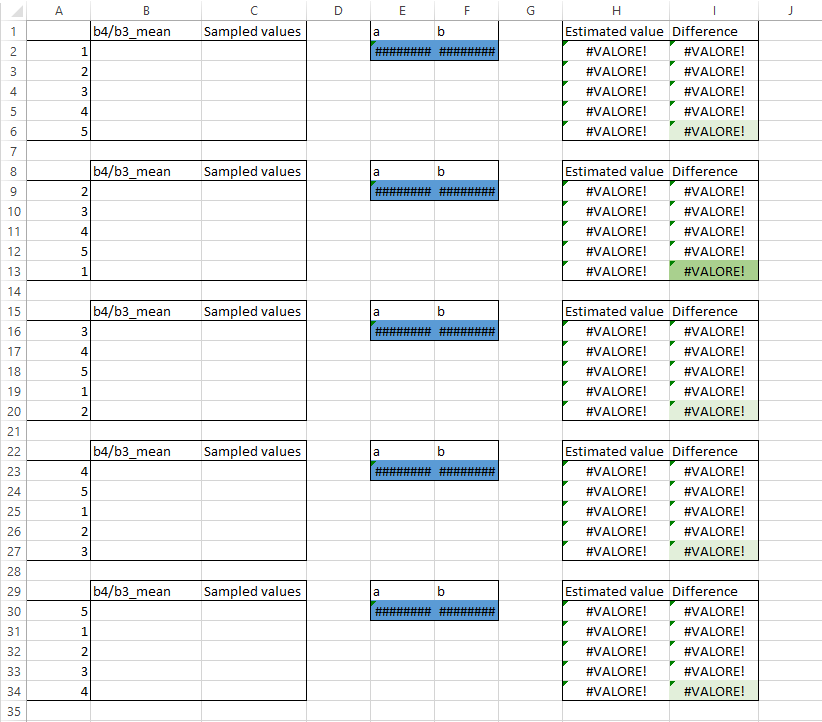 A B C D E F G H I J
1 b4/b3_mean Sampled values a b Estimated value Difference
2 1 ######## ######## #VALORE! #VALORE!
3 2 #VALORE! #VALORE!
4 3 #VALORE! #VALORE!
5 4 #VALORE! #VALORE!
6 5 #VALORE! #VALORE!
7
8 b4/b3_mean Sampled values a b Estimated value Difference
9 2 ######## ######## #VALORE! #VALORE!
10 3 #VALORE! #VALORE!
11 4 #VALORE! #VALORE!
12 5 #VALORE! #VALORE!
13 1 #VALORE! #VALORE!
14
15 b4/b3_mean Sampled values a b Estimated value Difference
16 3 ######## ######## #VALORE! #VALORE!
17 4 #VALORE! #VALORE!
18 5 #VALORE! #VALORE!
19 1 #VALORE! #VALORE!
20 2 #VALORE! #VALORE!
21
22 b4/b3_mean Sampled values a b Estimated value Difference
23 4 ######## ######## #VALORE! #VALORE!
24 5 #VALORE! #VALORE!
25 1 #VALORE! #VALORE!
26 2 #VALORE! #VALORE!
27 3 #VALORE! #VALORE!
28
29 b4/b3_mean Sampled values a b Estimated value Difference
30 5 ######## ######## #VALORE! #VALORE!
31 1 #VALORE! #VALORE!
32 2 #VALORE! #VALORE!
33 3 #VALORE! #VALORE!
34 4 #VALORE! #VALORE!
35